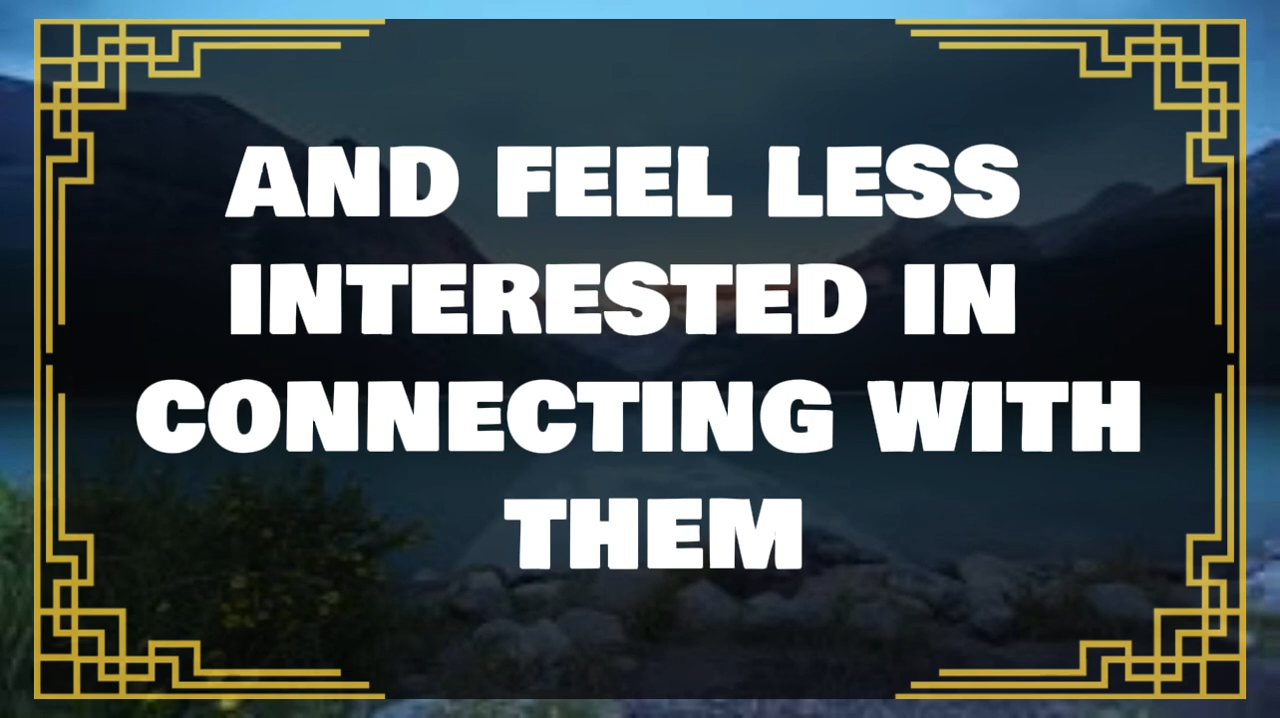 AND FEEL LESS
INTERESTED IN
CONNECTING WITH
THEM